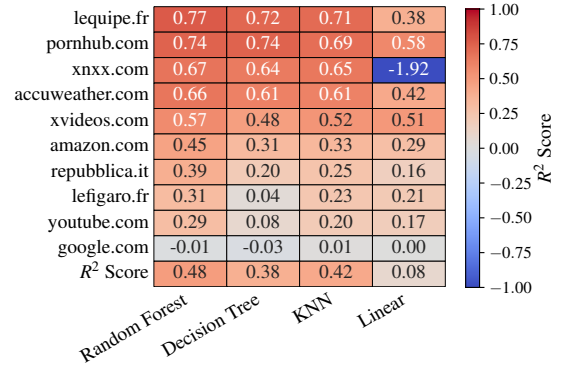 lequipe.fr 0.77 0.72 0.71 0.38
pornhub.com 0.74 0.74 0.69 0.58
xnxx.com 0.67 0.64 0.65 -1.92
accuweather.com 0.66 0.61 0.61 0.42
xvideos.com 0.57 0.48 0.52 0.51
amazon.com 0.45 0.31 0.33 0.29
repubblica.it 0.39 0.20 0.25 0.16
lefigaro.fr 0.31 0.04 0.23 0.21
youtube.com 0.29 0.08 0.20 0.17
google.com -0.01 -0.03 0.01 0.00
R² Score 0.48 0.38 0.42 0.08
Random Forest Decision Tree KNN Linear
1.00
0.75
0.50
0.25
0.00
−0.25
−0.50
−0.75
−1.00
R² Score